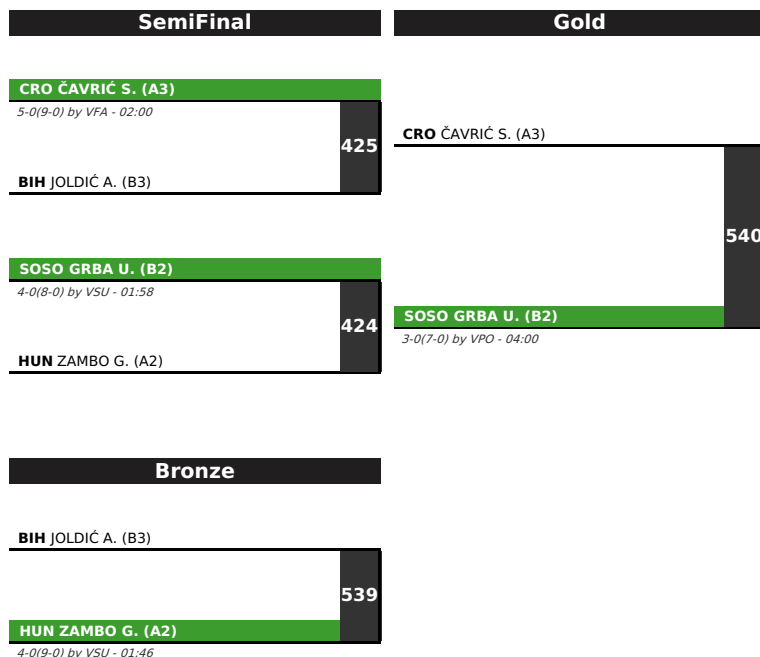 SemiFinal
CRO ČAVRIĆ S. (A3)
5-0(9-0) by VFA - 02:00
425
BIH JOLDIĆ A. (B3)
SOSO GRBA U. (B2)
4-0(8-0) by VSU - 01:58
424
HUN ZAMBO G. (A2)
Gold
CRO ČAVRIĆ S. (A3)
540
SOSO GRBA U. (B2)
3-0(7-0) by VPO - 04:00
Bronze
BIH JOLDIĆ A. (B3)
539
HUN ZAMBO G. (A2)
4-0(9-0) by VSU - 01:46